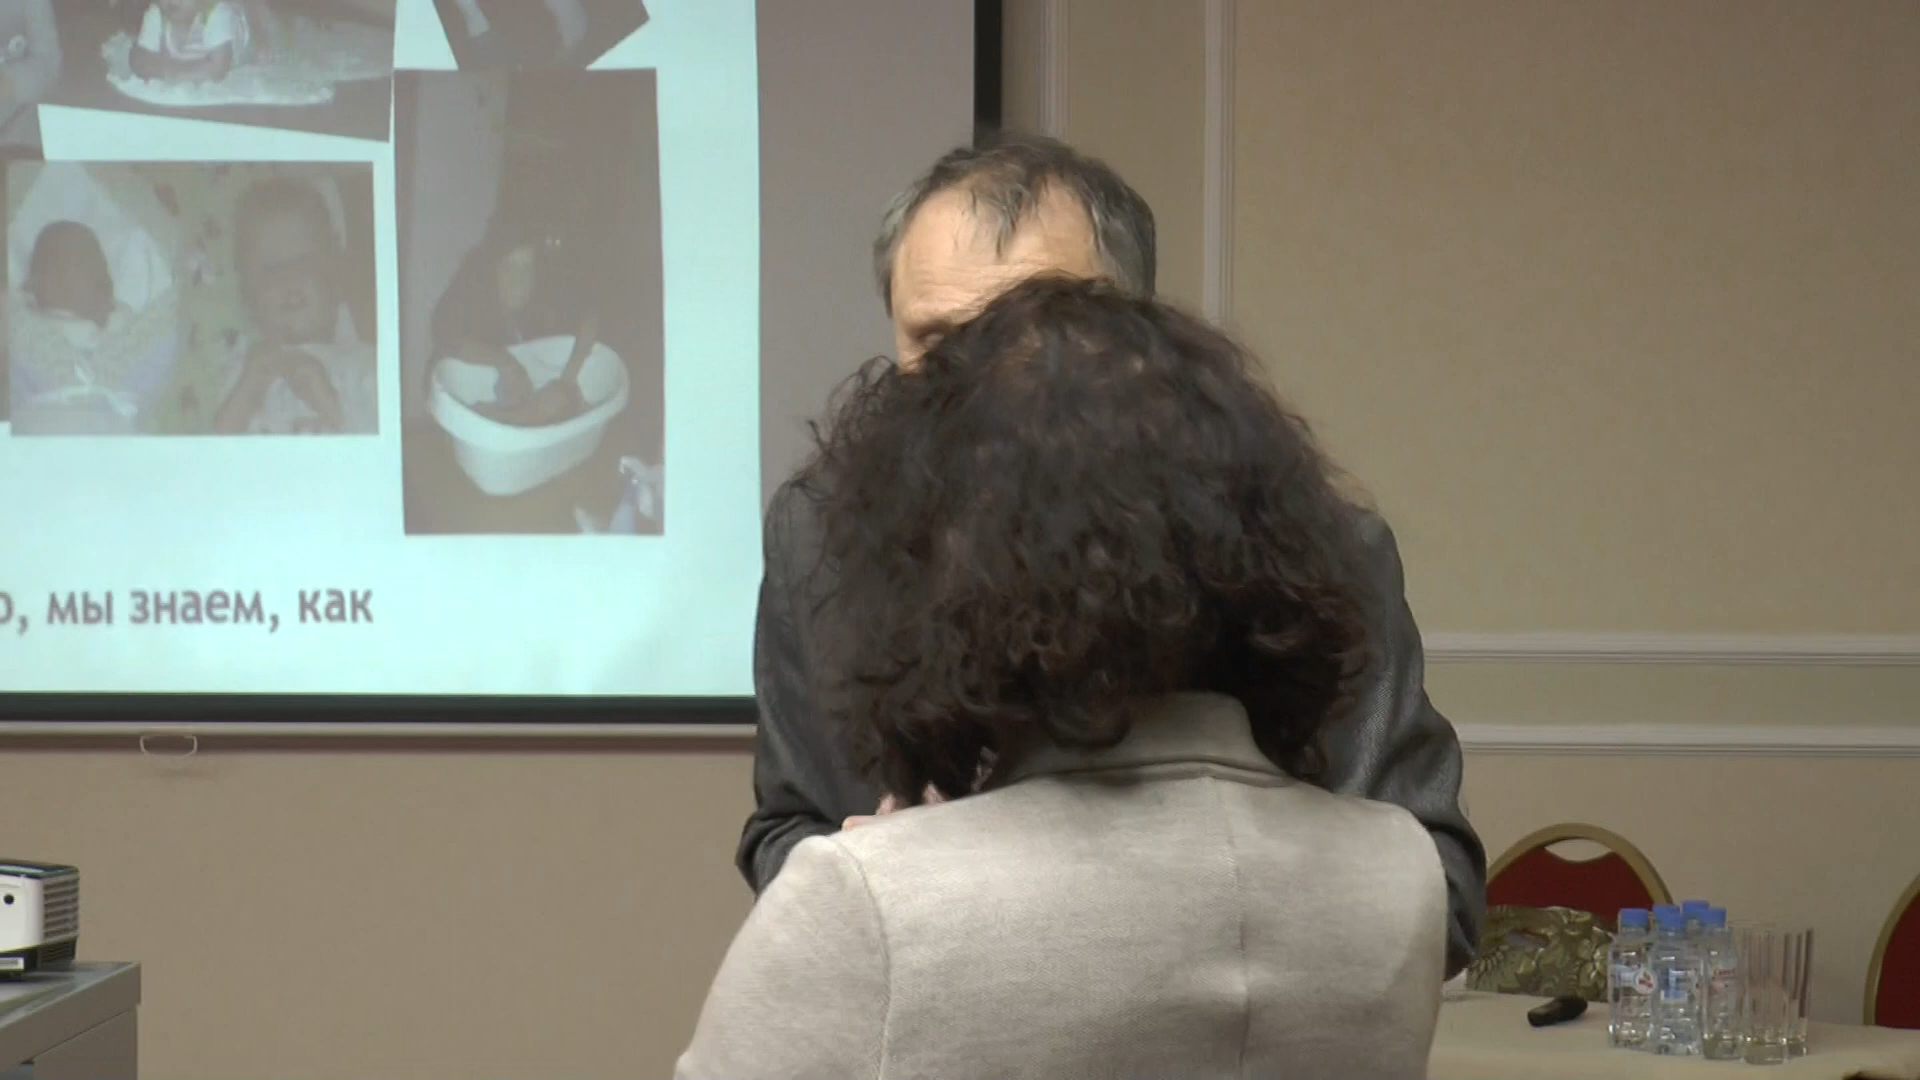 о, мы знаем, как